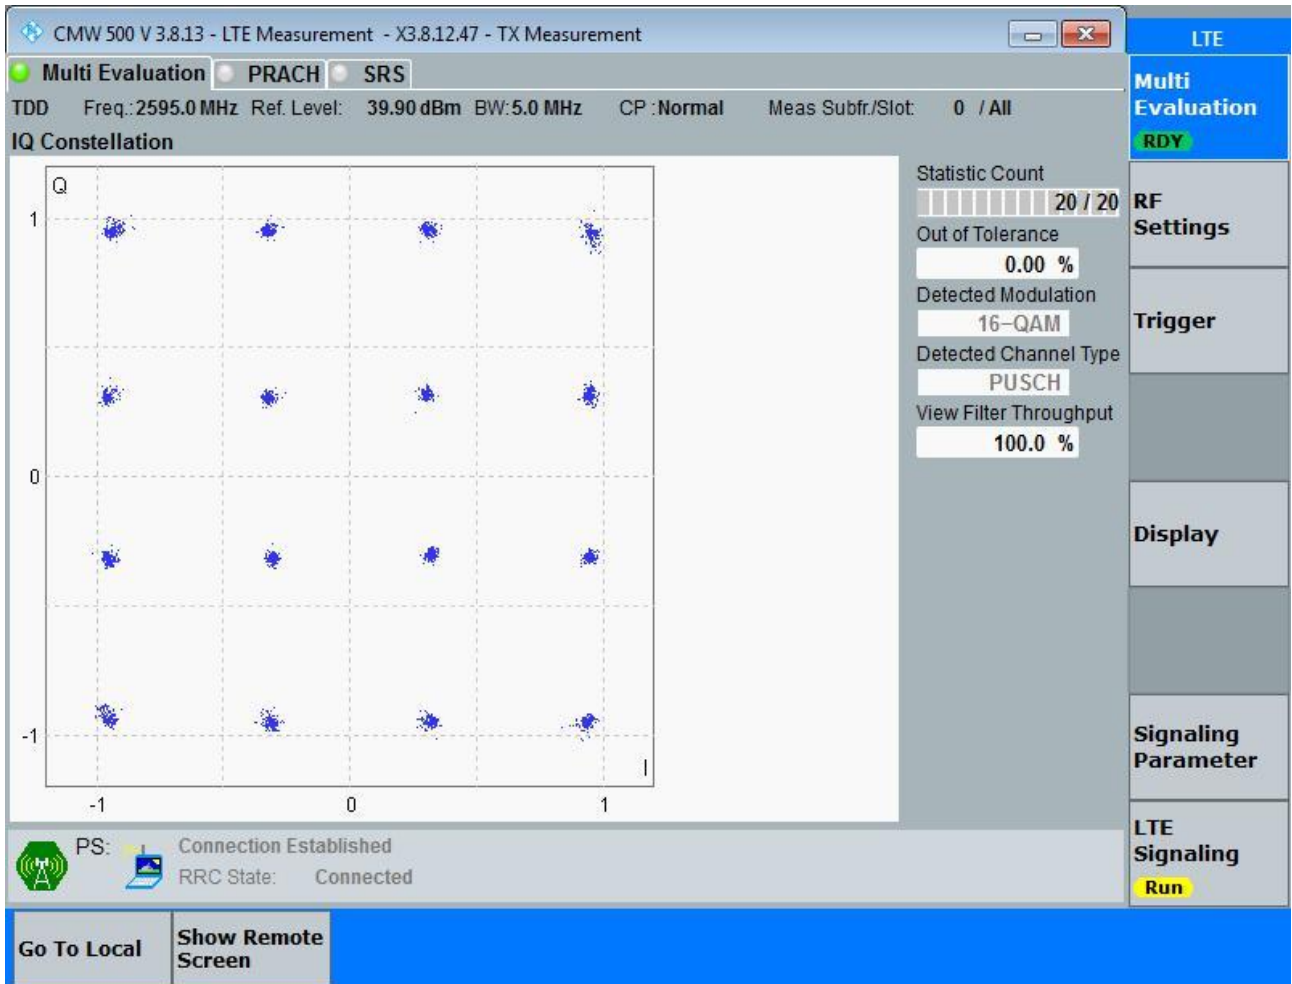 CMW 500 V 3.8.13 - LTE Measurement - X3.8.12.47 - TX Measurement
LTE
Multi Evaluation PRACH SRS
TDD Freq.: 2595.0 MHz Ref. Level: 39.90 dBm BW: 5.0 MHz CP : Normal Meas Subfr./Slot: 0 / All
IQ Constellation
Q
1
0
-1
I
-1 0 1
Statistic Count
20 / 20
Out of Tolerance
0.00 %
Detected Modulation
16-QAM
Detected Channel Type
PUSCH
View Filter Throughput
100.0 %
Multi
Evaluation
RDY
RF
Settings
Trigger
Display
Signaling
Parameter
LTE
Signaling
Run
PS: Connection Established
RRC State: Connected
Go To Local
Show Remote
Screen